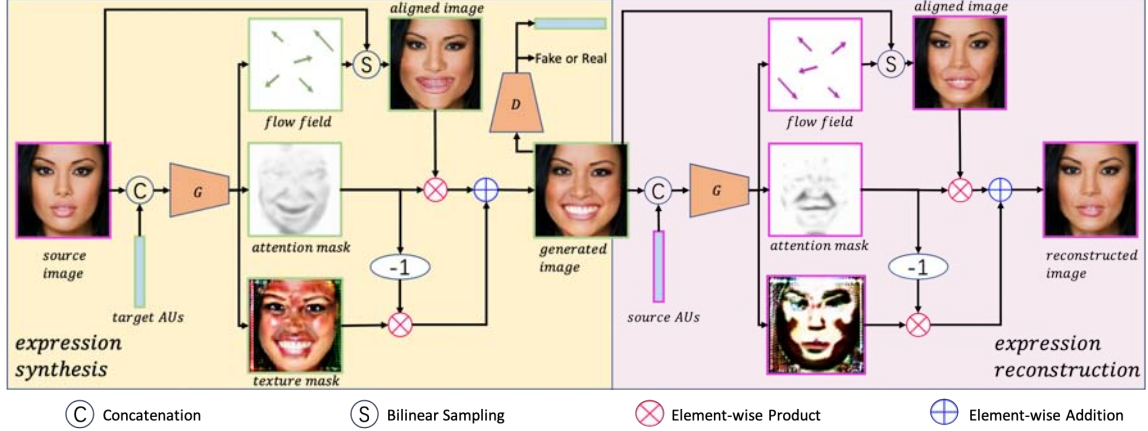 aligned image
S
Fake or Real
D
flow field
C
G
attention mask
source
image
target AUs
-1
texture mask
generated
image
expression
synthesis
aligned image
S
flow field
C
G
attention mask
source AUs
-1
reconstructed
image
expression
reconstruction
C Concatenation
S Bilinear Sampling
Element-wise Product
Element-wise Addition